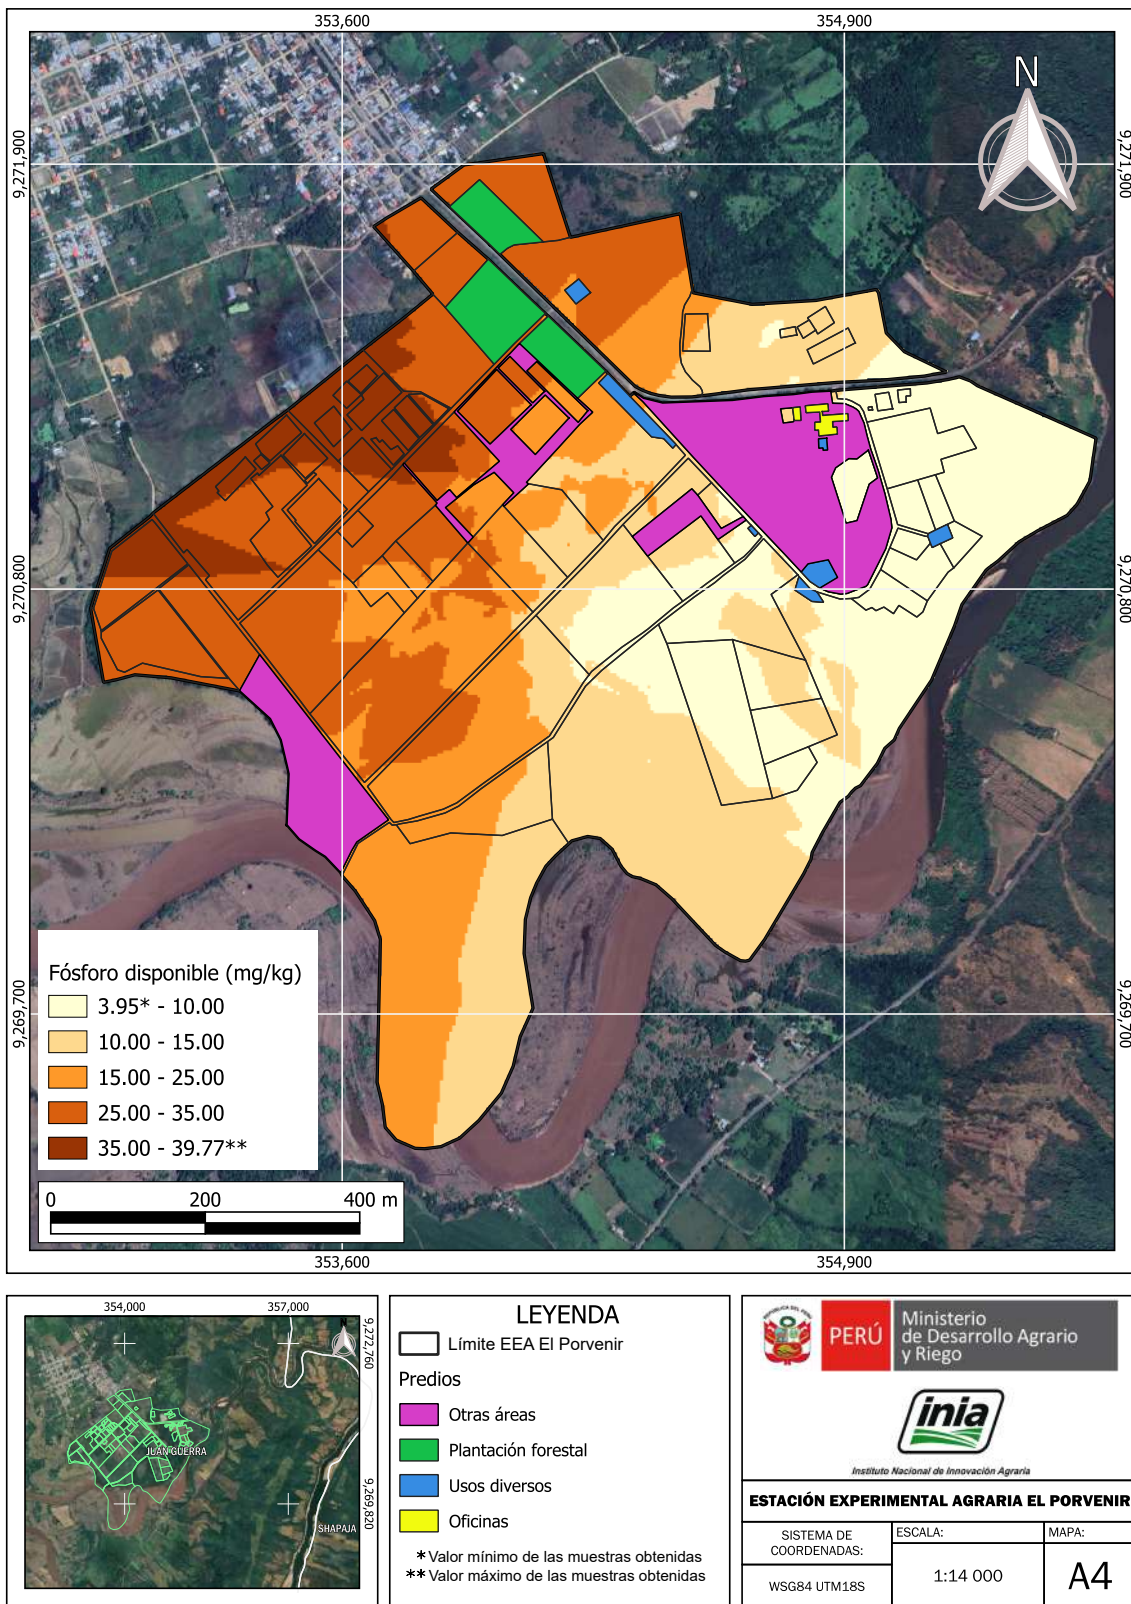 353,600
354,900
N
9,271,900
9,271,900
9,270,800
9,270,800
9,269,700
9,269,700
Fósforo disponible (mg/kg)
3.95* - 10.00
10.00 - 15.00
15.00 - 25.00
25.00 - 35.00
35.00 - 39.77**
0 200 400 m
353,600
354,900
354,000
357,000
N
9,272,760
9,269,820
JUAN GUERRA
SHAPAJA
LEYENDA
Límite EEA El Porvenir
Predios
Otras áreas
Plantación forestal
Usos diversos
Oficinas
* Valor mínimo de las muestras obtenidas
** Valor máximo de las muestras obtenidas
REPÚBLICA DEL PERÚ
PERÚ
Ministerio
de Desarrollo Agrario
y Riego
inia
Instituto Nacional de Innovación Agraria
ESTACIÓN EXPERIMENTAL AGRARIA EL PORVENIR
SISTEMA DE
COORDENADAS:
WSG84 UTM18S
ESCALA:
1:14 000
MAPA:
A4